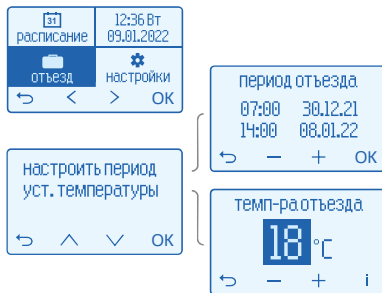 31
расписание
12:36 Вт
09.01.2022
отъезд
настройки
< > OK
период отъезда
07:00 30.12.21
14:00 08.01.22
− + OK
настроить период
уст. температуры
OK
темп-ра отъезда
18 °C
− + i